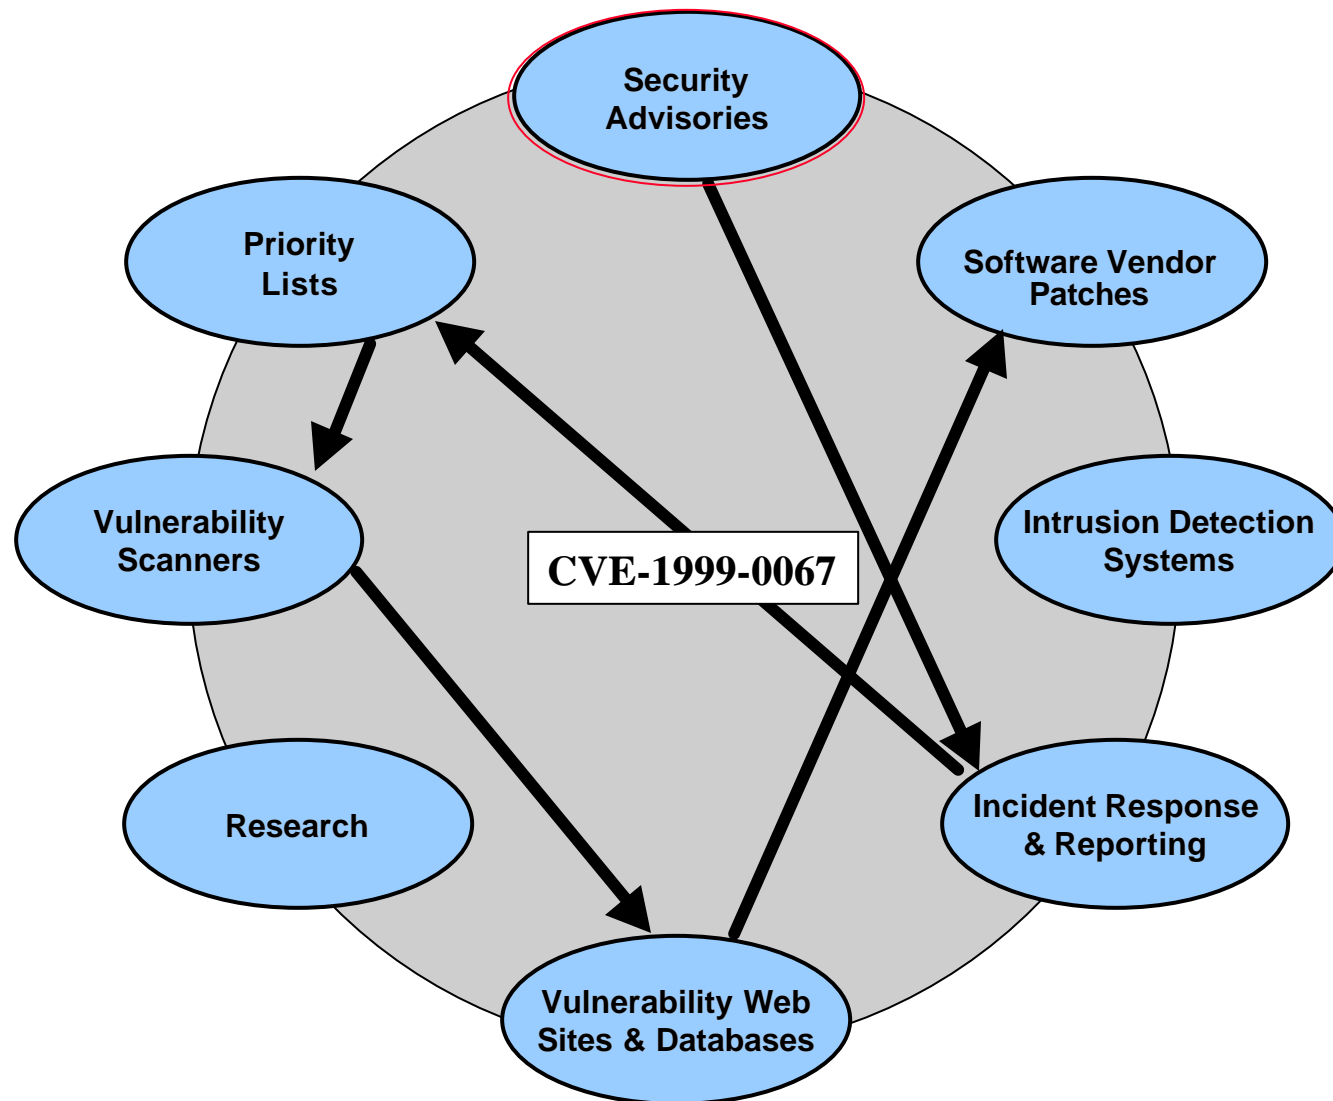 Security
Advisories
Priority
Lists
Software Vendor
Patches
Vulnerability
Scanners
CVE-1999-0067
Intrusion Detection
Systems
Research
Incident Response
& Reporting
Vulnerability Web
Sites & Databases